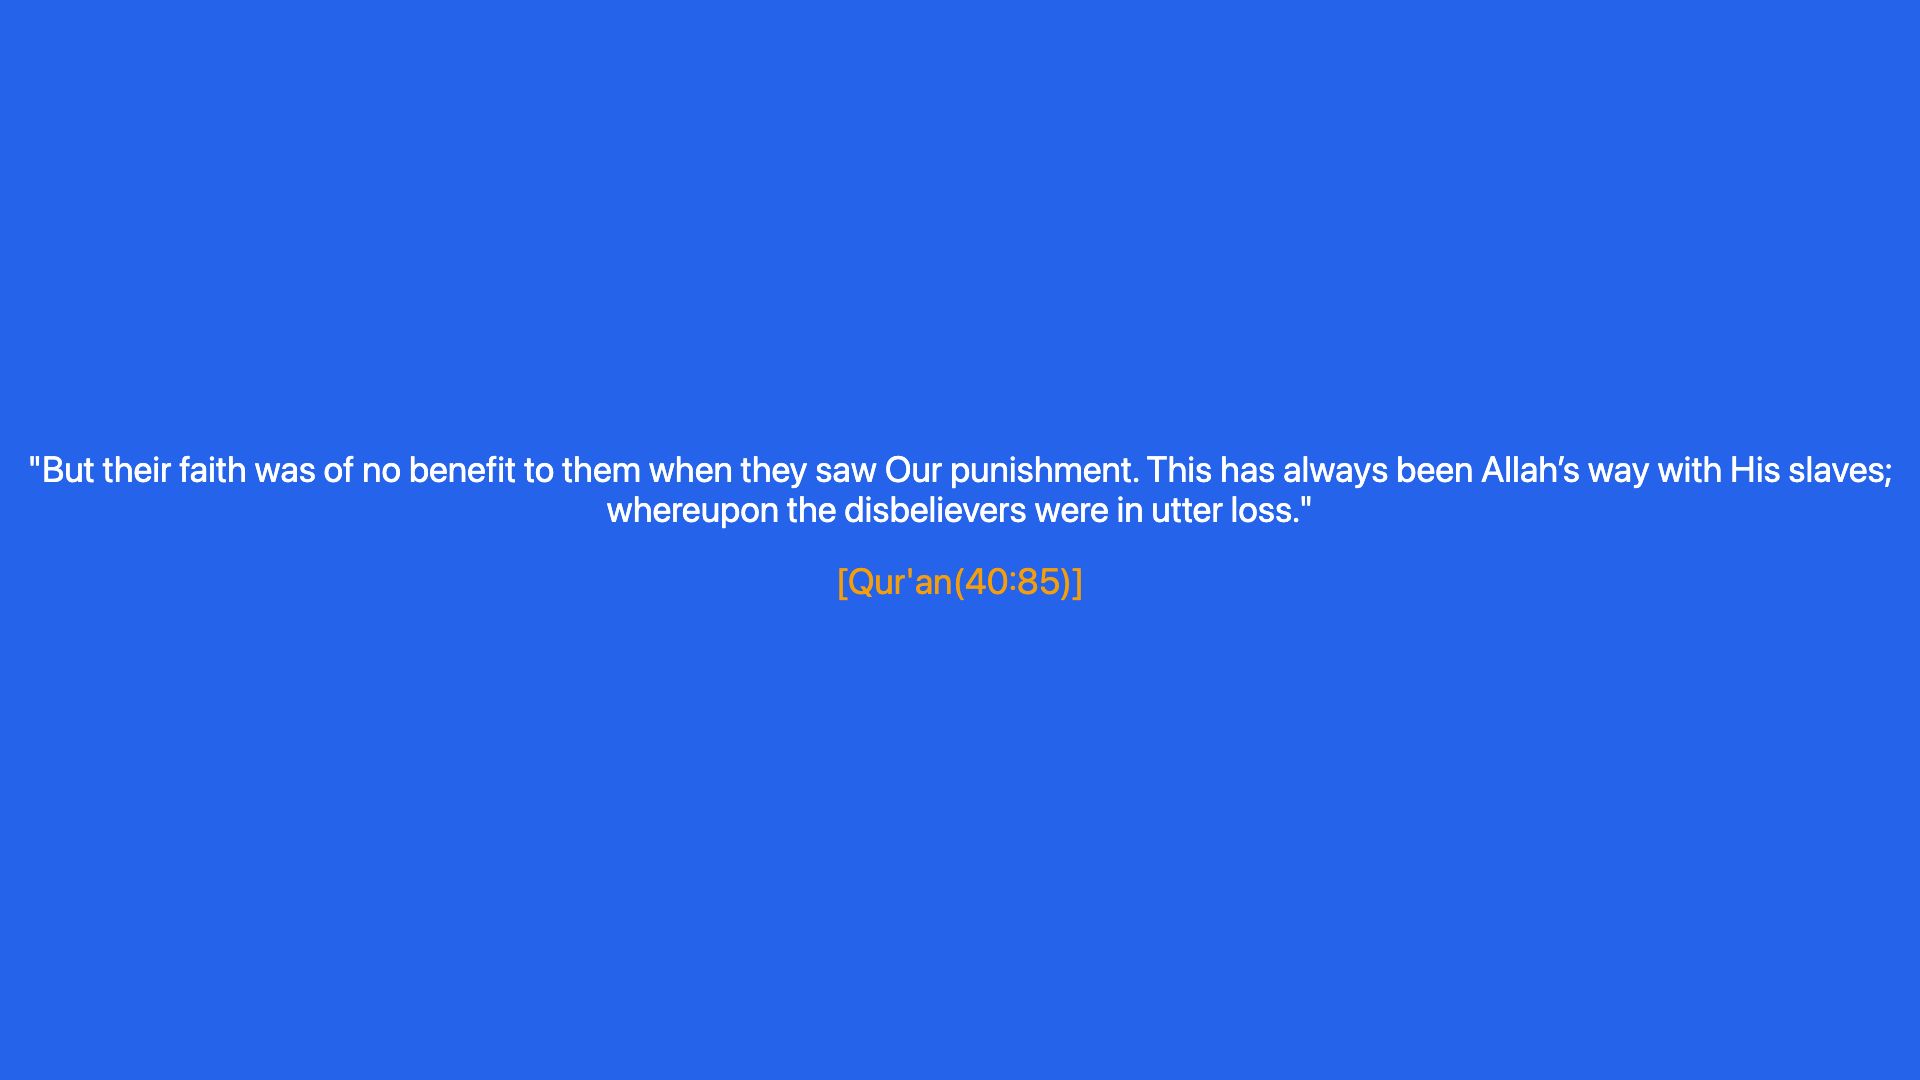 "But their faith was of no benefit to them when they saw Our punishment. This has always been Allah’s way with His slaves;
whereupon the disbelievers were in utter loss."
[Qur'an(40:85)]